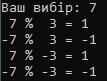 Ваш вибір: 7
 7 %  3 = 1
-7 %  3 = -1
 7 % -3 = 1
-7 % -3 = -1